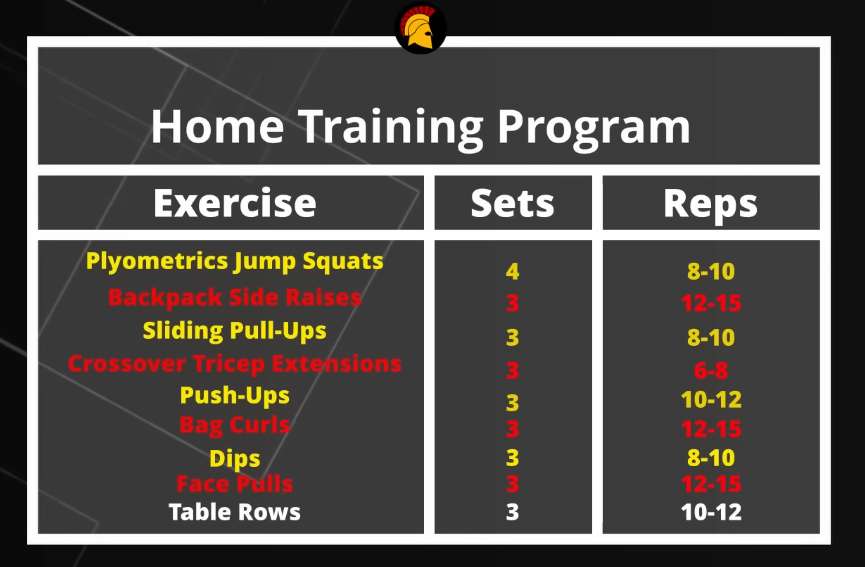 Home Training Program
Exercise Sets Reps
Plyometrics Jump Squats 4 8-10
Backpack Side Raises 3 12-15
Sliding Pull-Ups 3 8-10
Crossover Tricep Extensions 3 6-8
Push-Ups 3 10-12
Bag Curls 3 12-15
Dips 3 8-10
Face Pulls 3 12-15
Table Rows 3 10-12